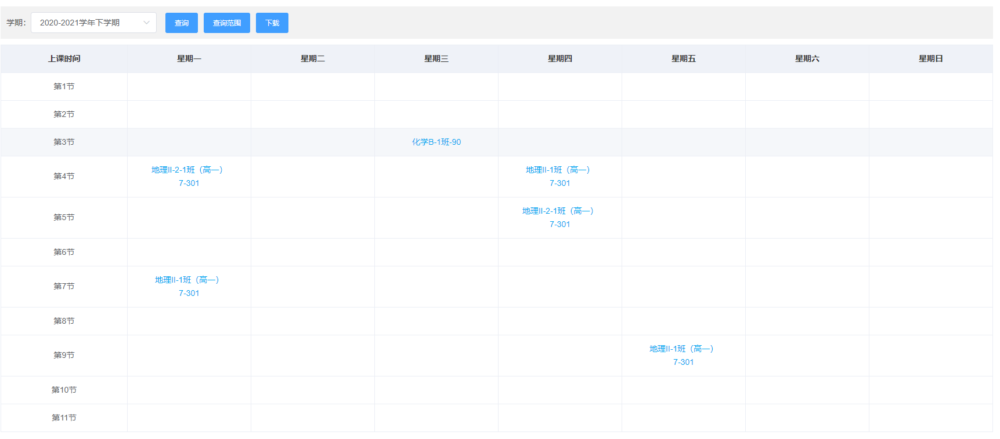 学期： 2020-2021学年下学期 查询 查询范围 下载
上课时间 星期一 星期二 星期三 星期四 星期五 星期六 星期日
第1节
第2节
第3节 化学B-1班-90
第4节 地理II-2-1班（高一） 地理II-1班（高一）
7-301 7-301
第5节 地理II-2-1班（高一）
7-301
第6节
第7节 地理II-1班（高一）
7-301
第8节
第9节 地理II-1班（高一）
7-301
第10节
第11节